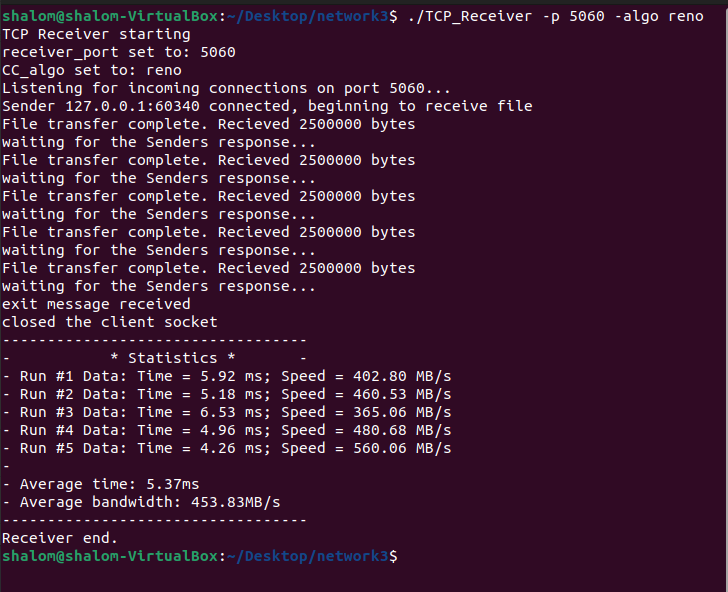 shalom@shalom-VirtualBox:~/Desktop/network3$ ./TCP_Receiver -p 5060 -algo reno
TCP Receiver starting
receiver_port set to: 5060
CC_algo set to: reno
Listening for incoming connections on port 5060...
Sender 127.0.0.1:60340 connected, beginning to receive file
File transfer complete. Recieved 2500000 bytes
waiting for the Senders response...
File transfer complete. Recieved 2500000 bytes
waiting for the Senders response...
File transfer complete. Recieved 2500000 bytes
waiting for the Senders response...
File transfer complete. Recieved 2500000 bytes
waiting for the Senders response...
File transfer complete. Recieved 2500000 bytes
waiting for the Senders response...
exit message received
closed the client socket
----------------------------------
-           * Statistics *       -
- Run #1 Data: Time = 5.92 ms; Speed = 402.80 MB/s
- Run #2 Data: Time = 5.18 ms; Speed = 460.53 MB/s
- Run #3 Data: Time = 6.53 ms; Speed = 365.06 MB/s
- Run #4 Data: Time = 4.96 ms; Speed = 480.68 MB/s
- Run #5 Data: Time = 4.26 ms; Speed = 560.06 MB/s
-
- Average time: 5.37ms
- Average bandwidth: 453.83MB/s
----------------------------------
Receiver end.
shalom@shalom-VirtualBox:~/Desktop/network3$